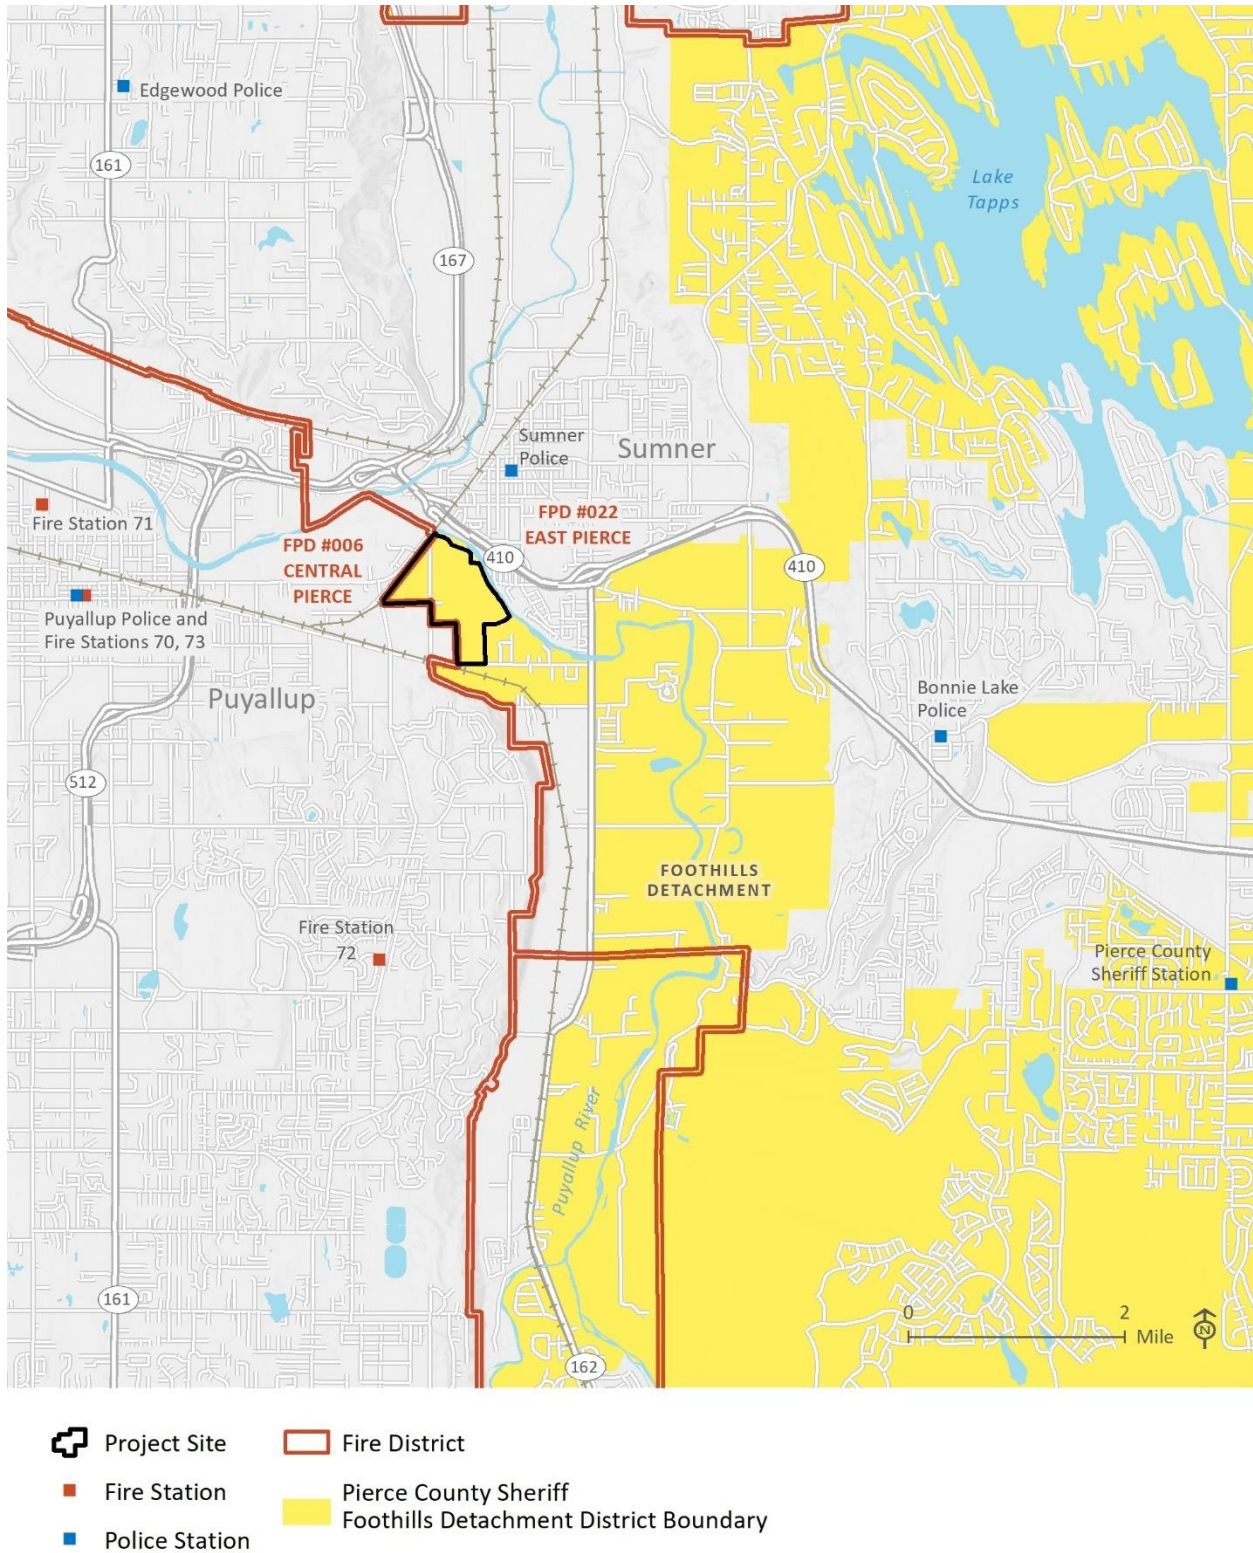 Edgewood Police
161
Lake
Tapps
167
Sumner
Police
Sumner
Fire Station 71
FPD #022
EAST PIERCE
FPD #006
CENTRAL
PIERCE
410
410
Puyallup Police and
Fire Stations 70, 73
Puyallup
Bonnie Lake
Police
512
FOOTHILLS
DETACHMENT
Fire Station
72
Pierce County
Sheriff Station
Puyallup River
161
162
0 2 Mile
N
Project Site
Fire District
Fire Station
Pierce County Sheriff
Foothills Detachment District Boundary
Police Station